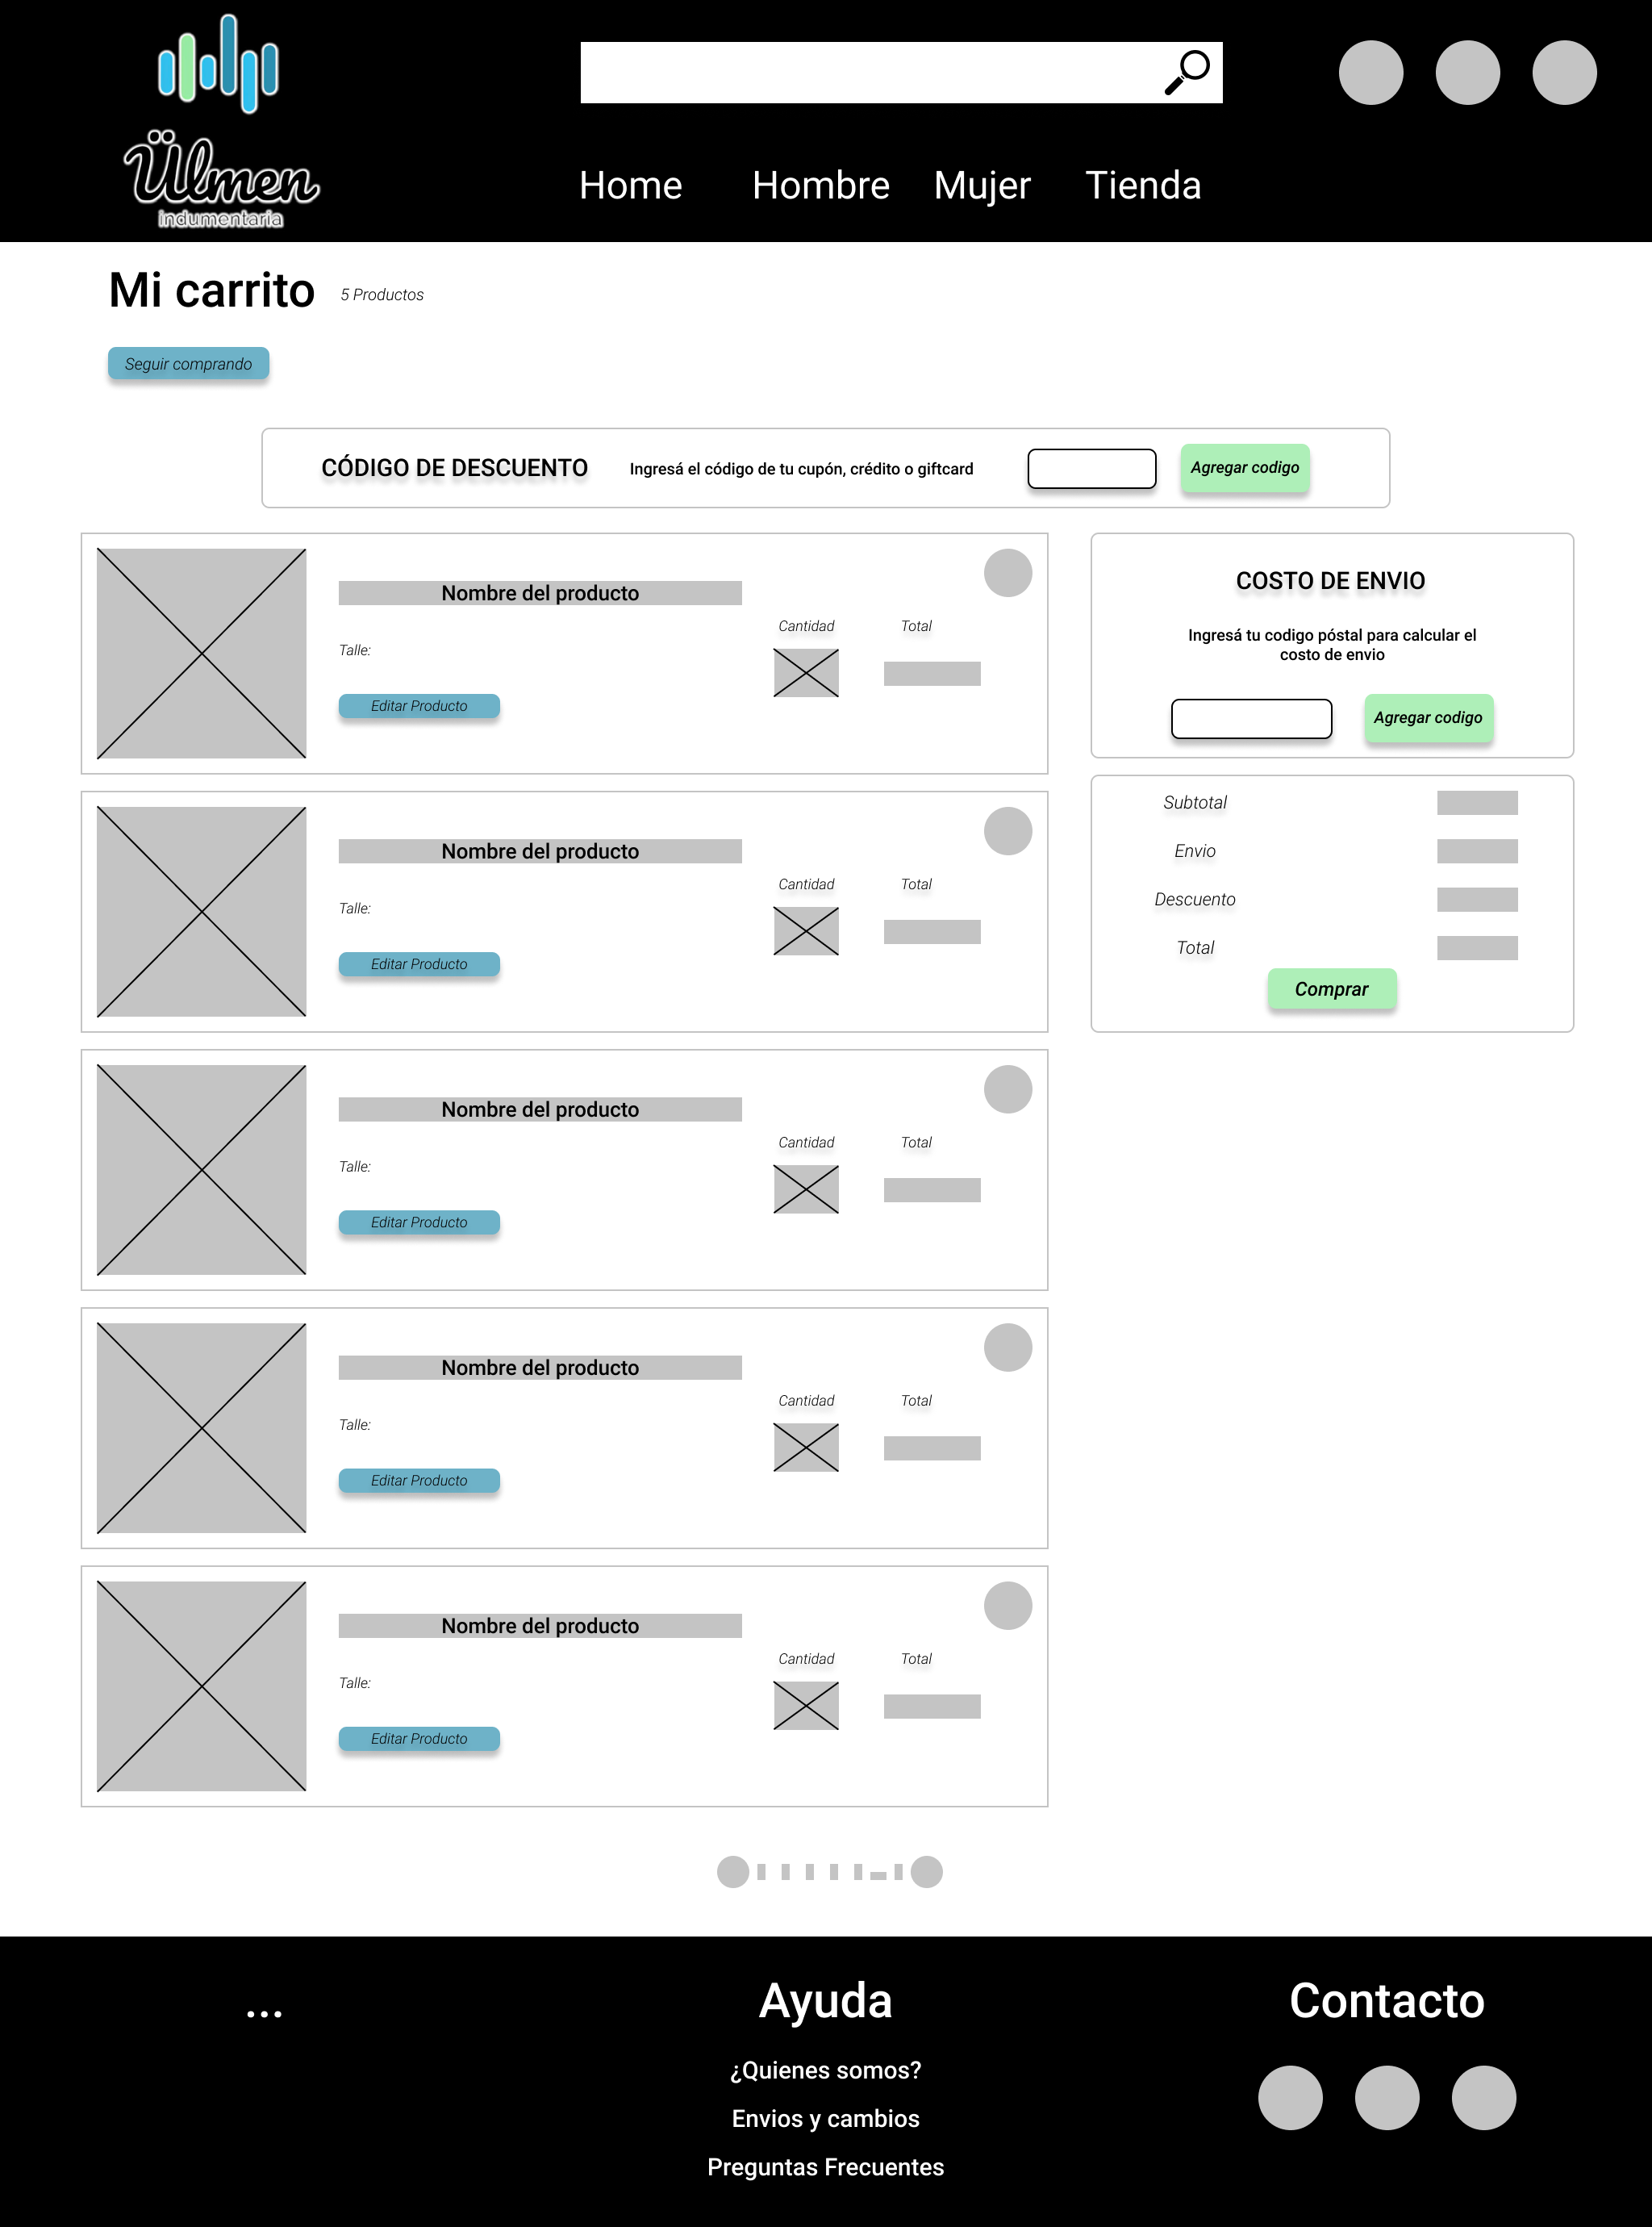 Ülmen
indumentaria
Home Hombre Mujer Tienda
Mi carrito 5 Productos
Seguir comprando
CÓDIGO DE DESCUENTO Ingresá el código de tu cupón, crédito o giftcard Agregar codigo
Nombre del producto
Cantidad Total
Talle:
Editar Producto
Nombre del producto
Cantidad Total
Talle:
Editar Producto
Nombre del producto
Cantidad Total
Talle:
Editar Producto
Nombre del producto
Cantidad Total
Talle:
Editar Producto
Nombre del producto
Cantidad Total
Talle:
Editar Producto
COSTO DE ENVIO
Ingresá tu codigo póstal para calcular el
costo de envio
Agregar codigo
Subtotal
Envio
Descuento
Total
Comprar
...
Ayuda
¿Quienes somos?
Envios y cambios
Preguntas Frecuentes
Contacto